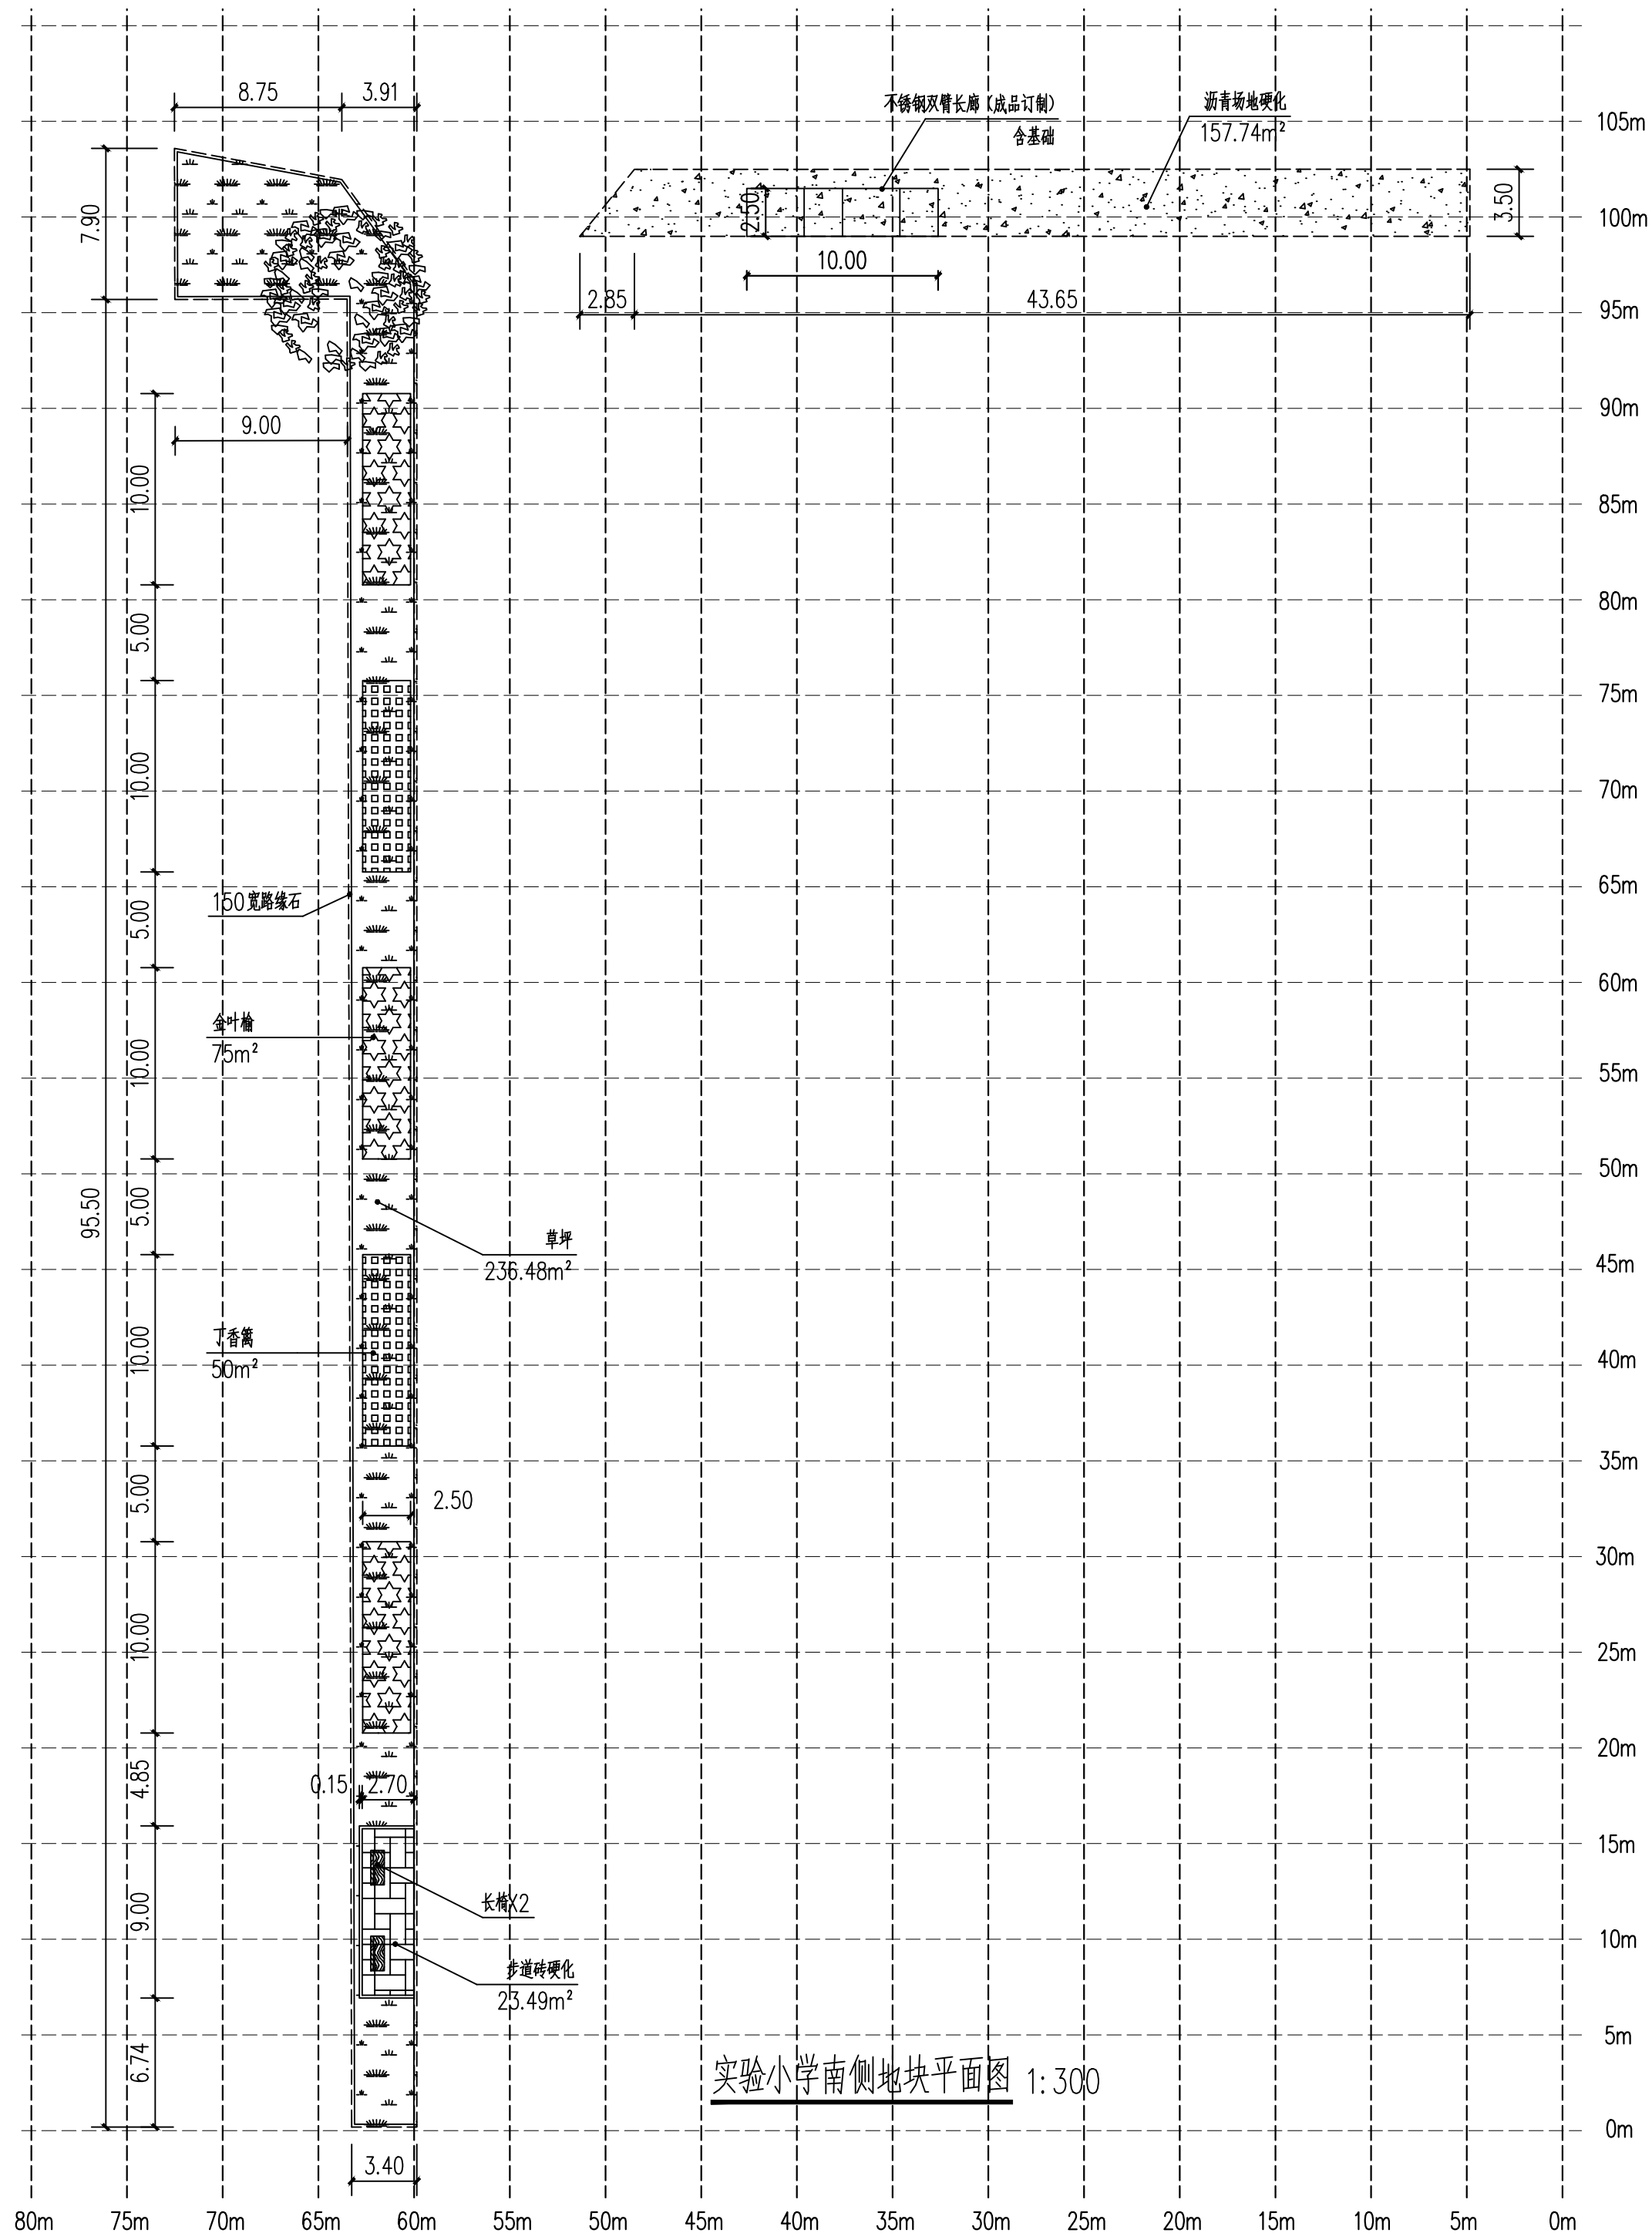 8.75
3.91
不锈钢双臂长廊（成品订制）
含基础
沥青场地硬化
157.74m²
105m
7.90
2.50
3.50
100m
10.00
2.85
43.65
95m
9.00
90m
10.00
85m
5.00
80m
75m
10.00
70m
150宽路缘石
5.00
65m
60m
金叶榆
75m²
10.00
55m
95.50
5.00
50m
草坪
236.48m²
45m
丁香篱
50m²
10.00
40m
5.00
35m
2.50
30m
10.00
25m
20m
4.85
0.15
2.70
15m
长椅X2
9.00
10m
步道砖硬化
23.49m²
5m
6.74
实验小学南侧地块平面图 1:300
0m
3.40
80m 75m 70m 65m 60m 55m 50m 45m 40m 35m 30m 25m 20m 15m 10m 5m 0m